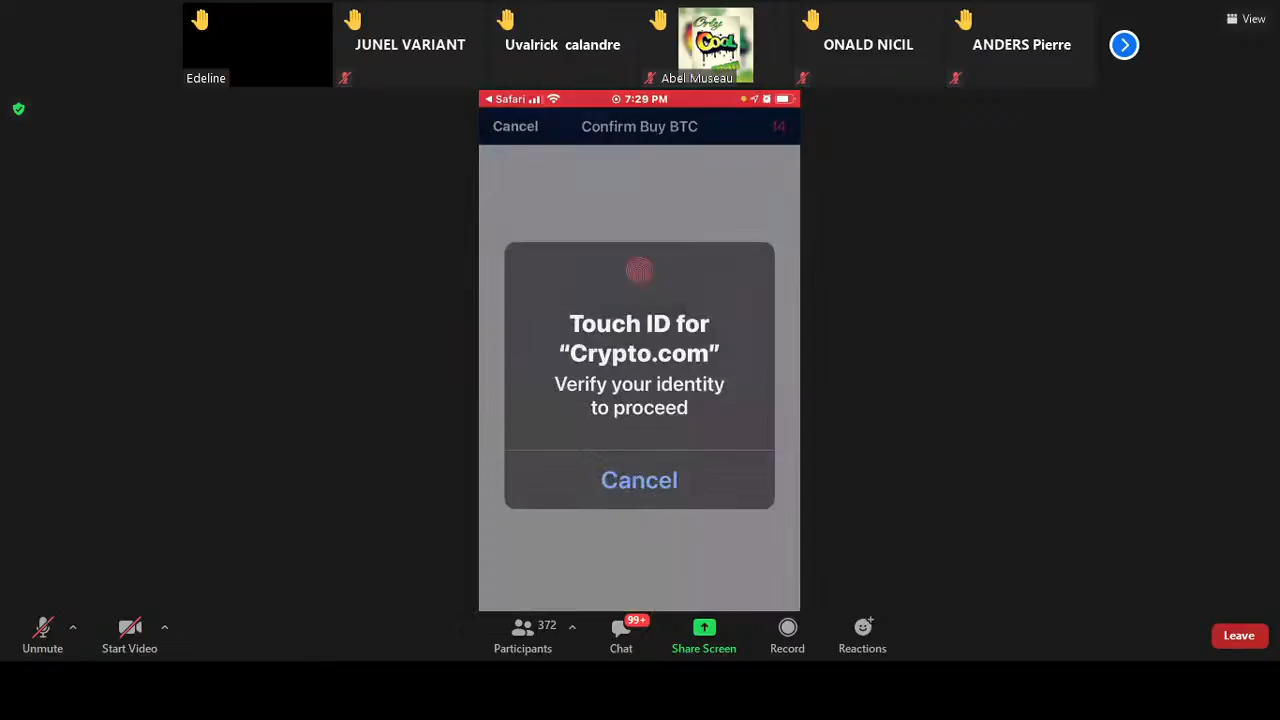 View
Edeline
JUNEL VARIANT
Uvalrick calandre
Cool
Abel Museau
ONALD NICIL
ANDERS Pierre
Safari
7:29 PM
Cancel
Confirm Buy BTC
14
Touch ID for
“Crypto.com”
Verify your identity
to proceed
Cancel
Unmute
Start Video
372
Participants
99+
Chat
Share Screen
Record
Reactions
Leave